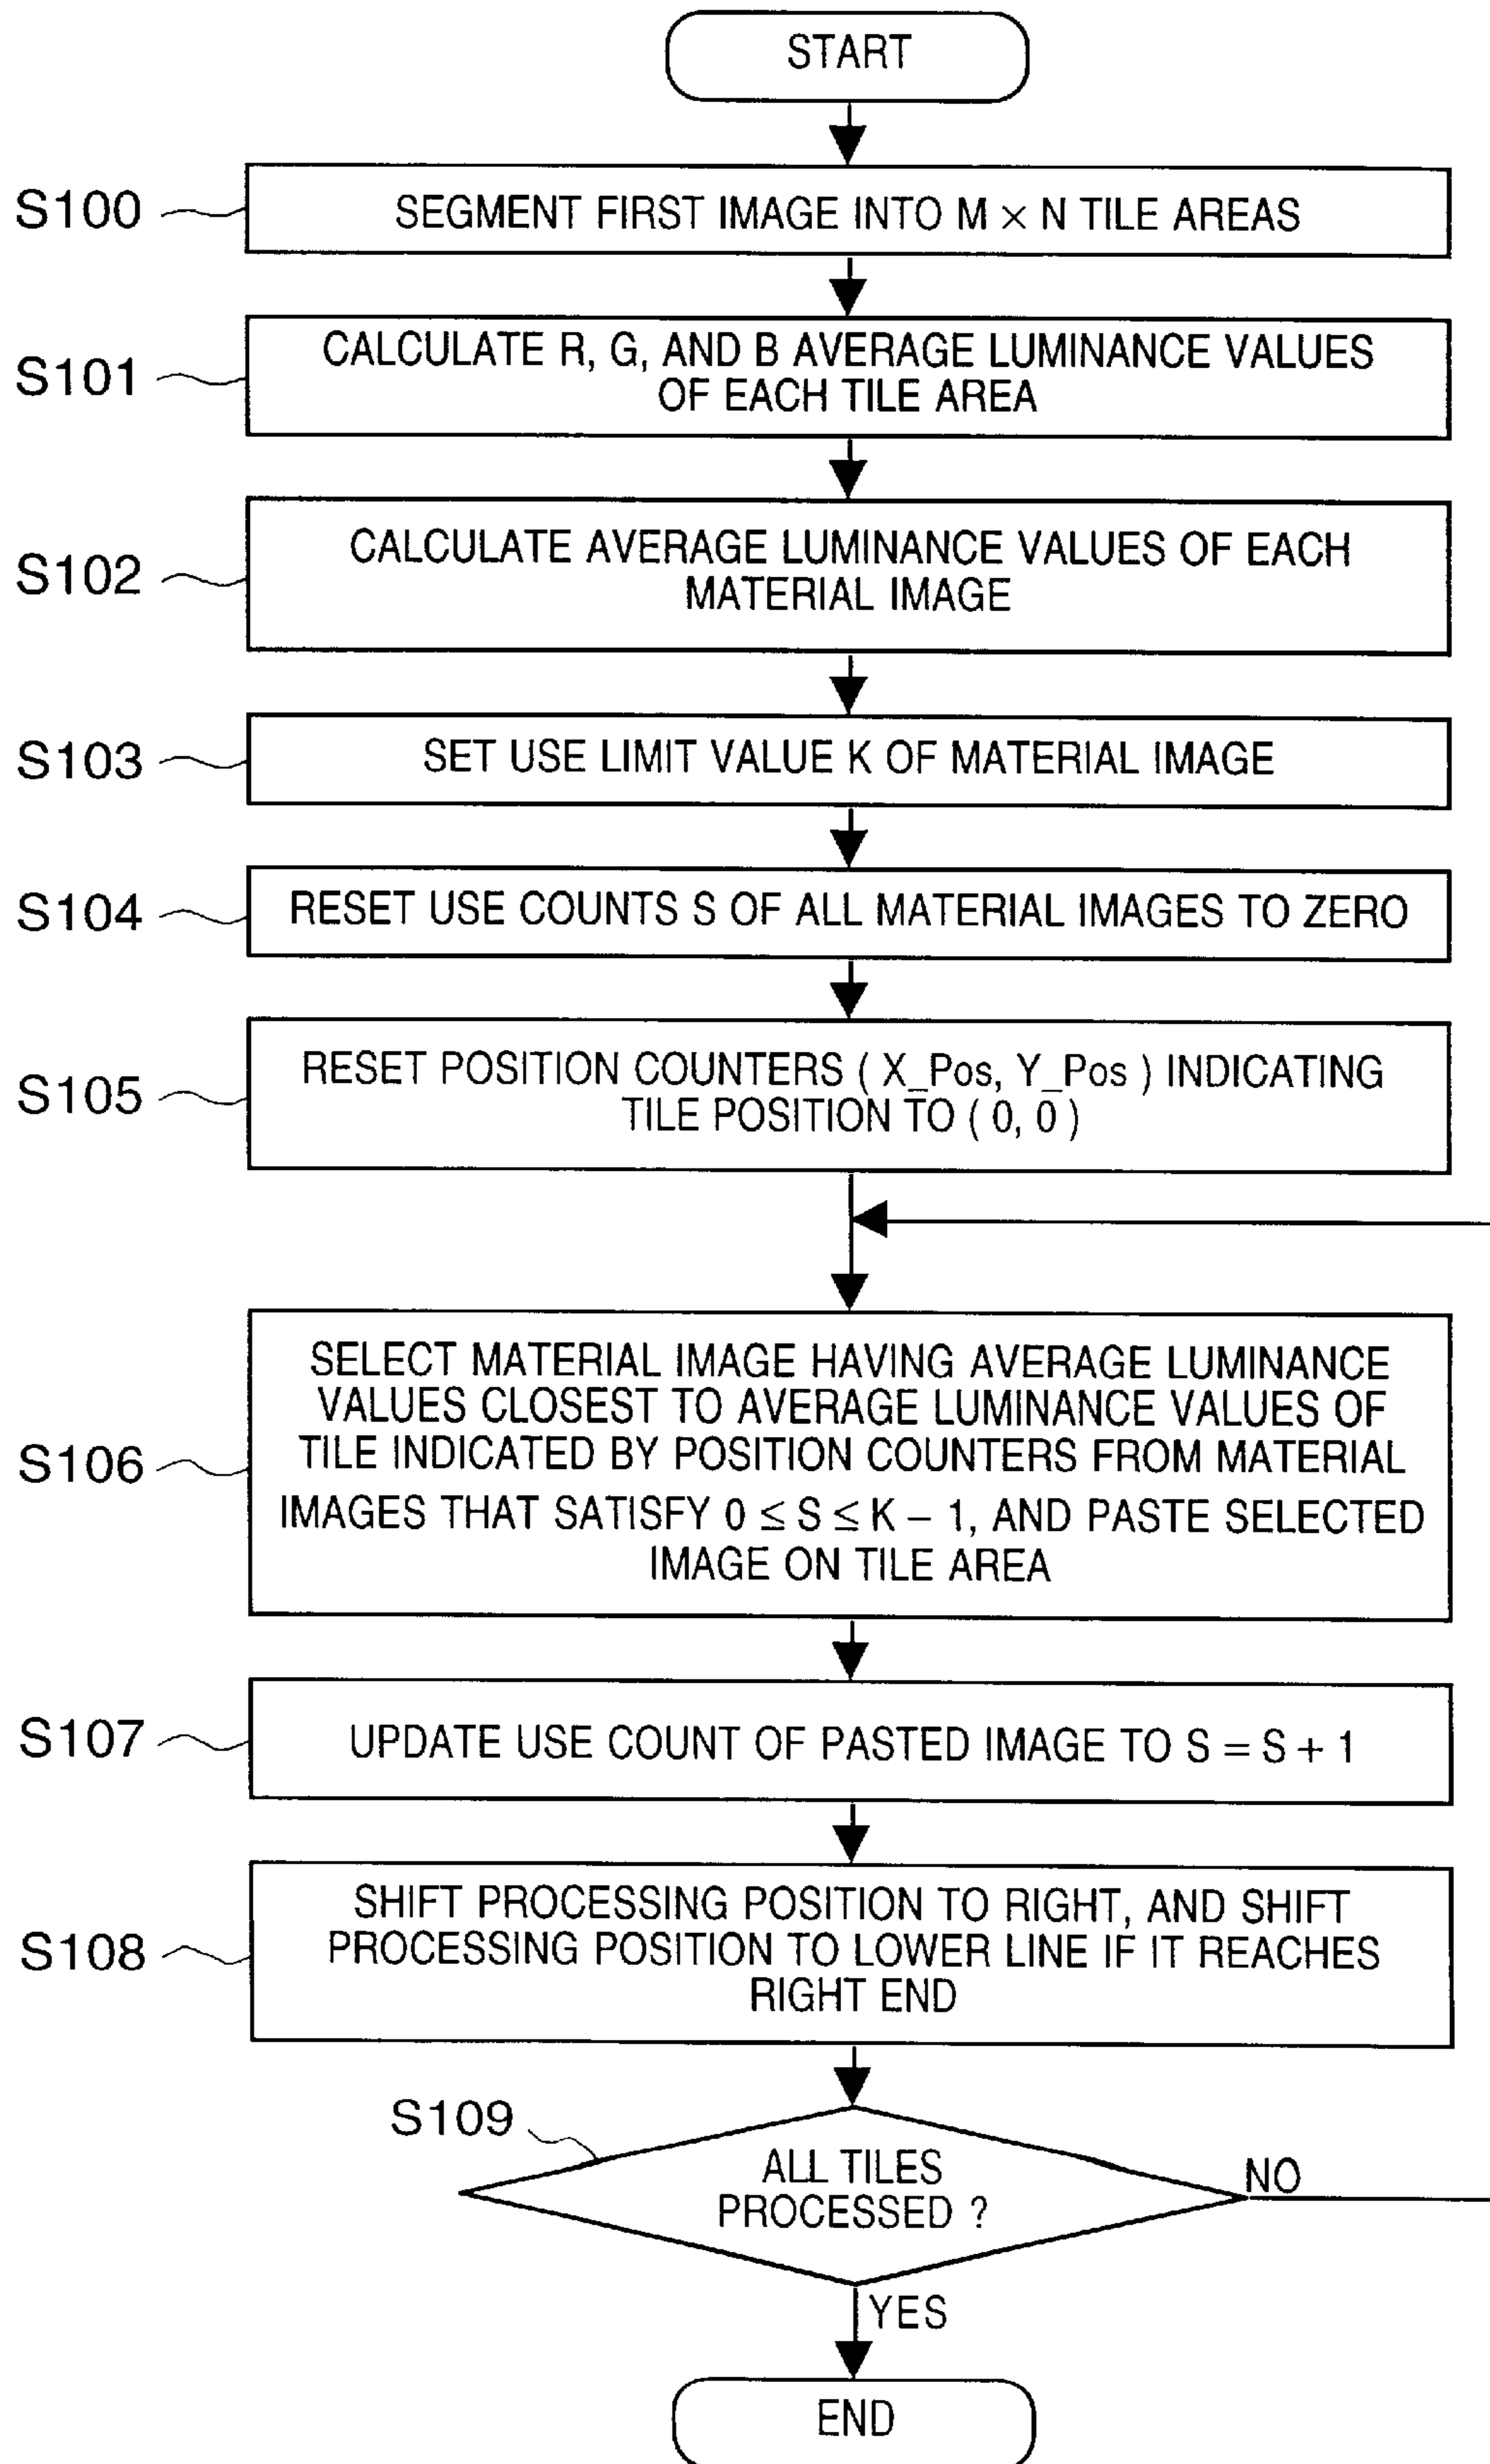 START
S100
SEGMENT FIRST IMAGE INTO M × N TILE AREAS
S101
CALCULATE R, G, AND B AVERAGE LUMINANCE VALUES
OF EACH TILE AREA
S102
CALCULATE AVERAGE LUMINANCE VALUES OF EACH
MATERIAL IMAGE
S103
SET USE LIMIT VALUE K OF MATERIAL IMAGE
S104
RESET USE COUNTS S OF ALL MATERIAL IMAGES TO ZERO
S105
RESET POSITION COUNTERS ( X_Pos, Y_Pos ) INDICATING
TILE POSITION TO ( 0, 0 )
S106
SELECT MATERIAL IMAGE HAVING AVERAGE LUMINANCE
VALUES CLOSEST TO AVERAGE LUMINANCE VALUES OF
TILE INDICATED BY POSITION COUNTERS FROM MATERIAL
IMAGES THAT SATISFY 0 ≤ S ≤ K – 1, AND PASTE SELECTED
IMAGE ON TILE AREA
S107
UPDATE USE COUNT OF PASTED IMAGE TO S = S + 1
S108
SHIFT PROCESSING POSITION TO RIGHT, AND SHIFT
PROCESSING POSITION TO LOWER LINE IF IT REACHES
RIGHT END
S109
ALL TILES
PROCESSED ?
NO
YES
END